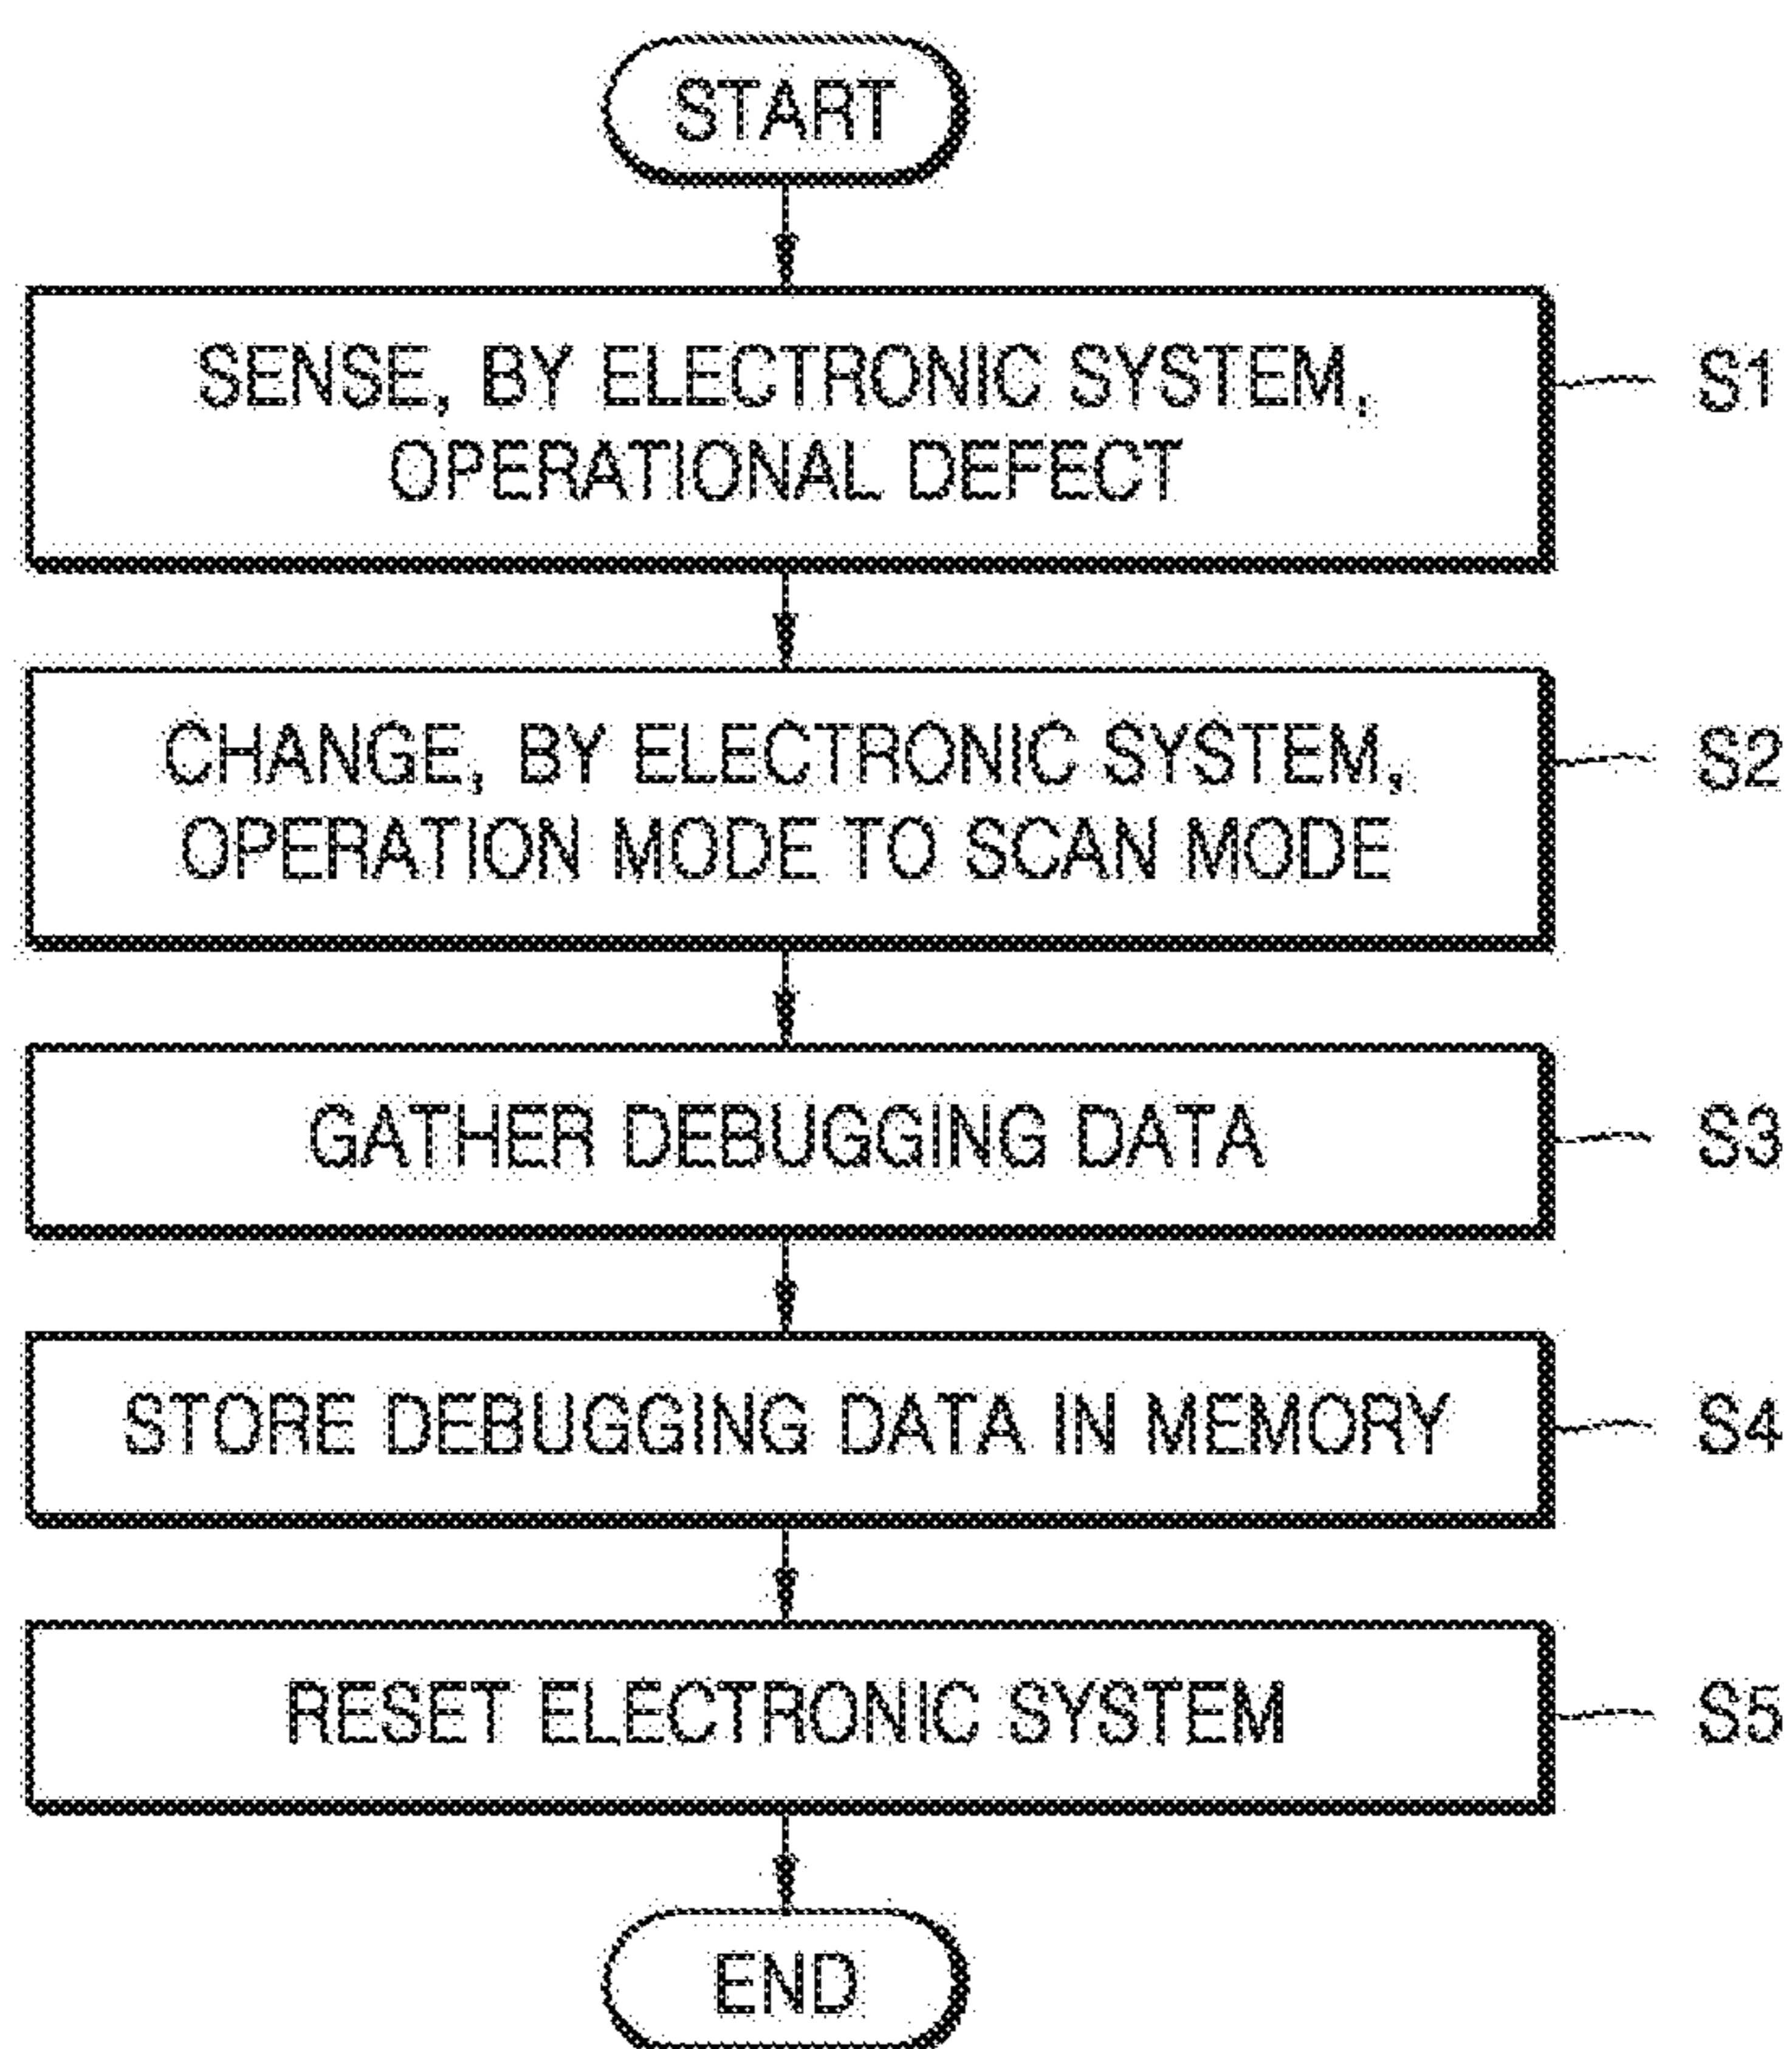 START
SENSE, BY ELECTRONIC SYSTEM,
OPERATIONAL DEFECT
S1
CHANGE, BY ELECTRONIC SYSTEM,
OPERATION MODE TO SCAN MODE
S2
GATHER DEBUGGING DATA
S3
STORE DEBUGGING DATA IN MEMORY
S4
RESET ELECTRONIC SYSTEM
S5
END